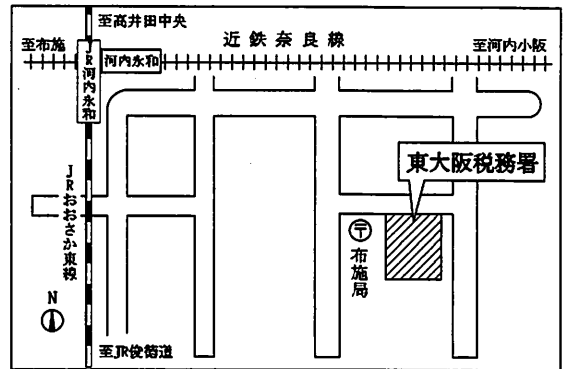 至高井田中央
至布施
近鉄奈良線
至河内小阪
JR河内永和
河内永和
東大阪税務署
JRおおさか東線
〒
布施局
N
至JR俊徳道